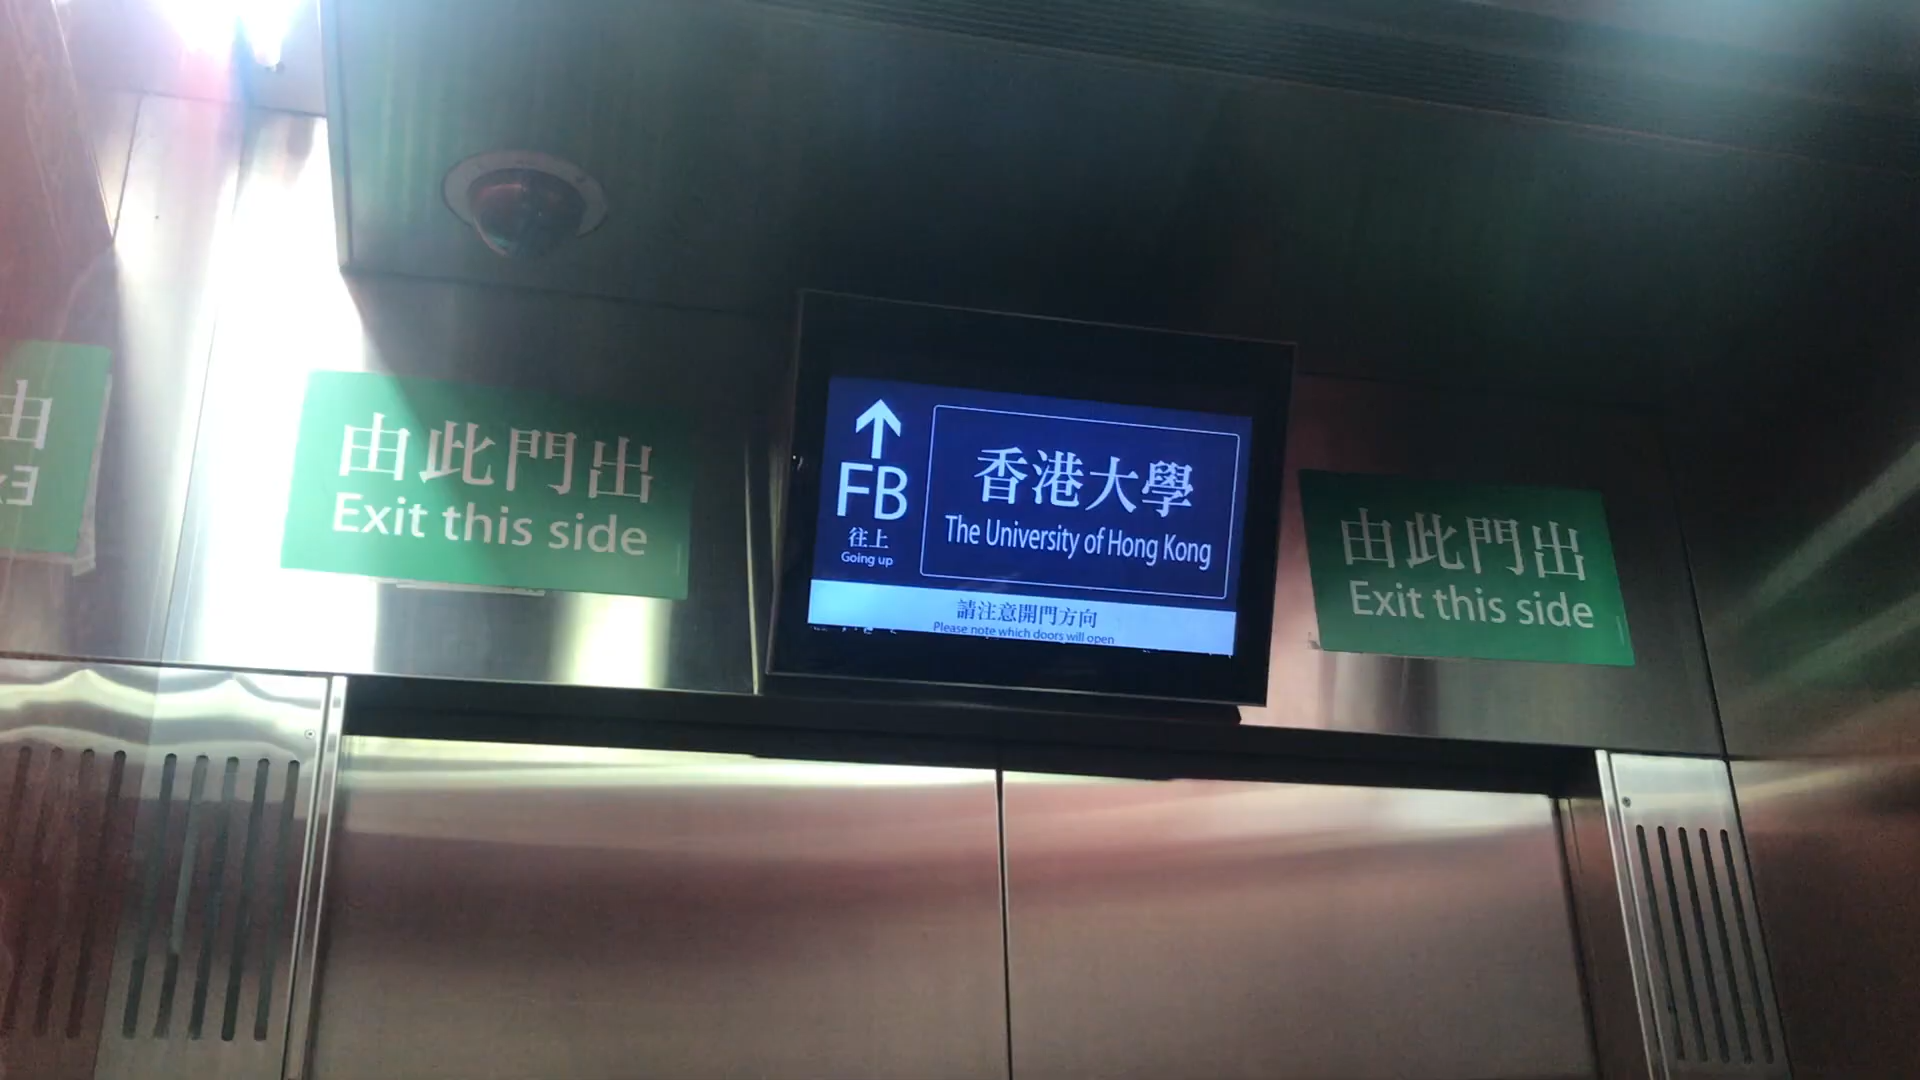 由此門出
Exit this side
FB
往上
Going up
香港大學
The University of Hong Kong
請注意開門方向
Please note which doors will open
由此門出
Exit this side
由